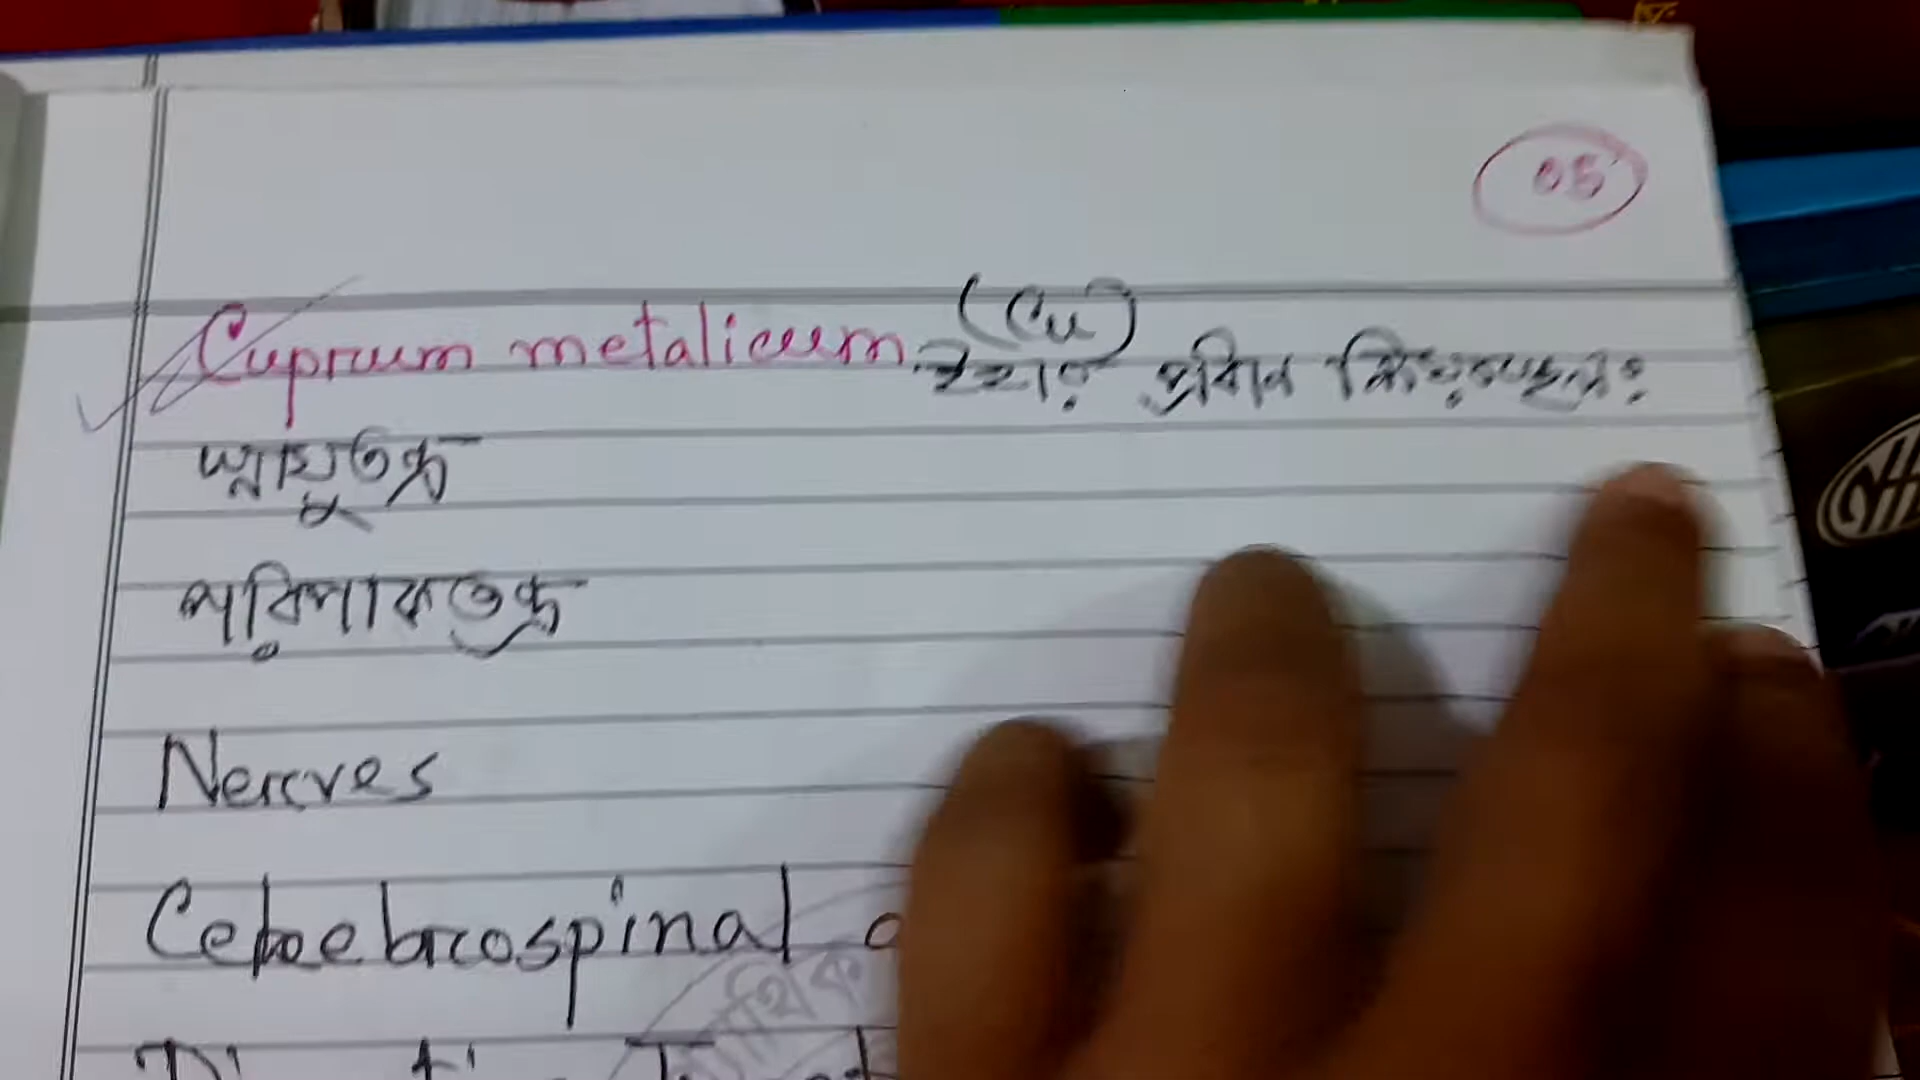 05
(Cu)
Cuprum metalicum. ইহার প্রধান ক্রিয়াস্থলঃ
স্নায়ুতন্ত্র
পরিপাকতন্ত্র
Nerves
Cerebrospinal